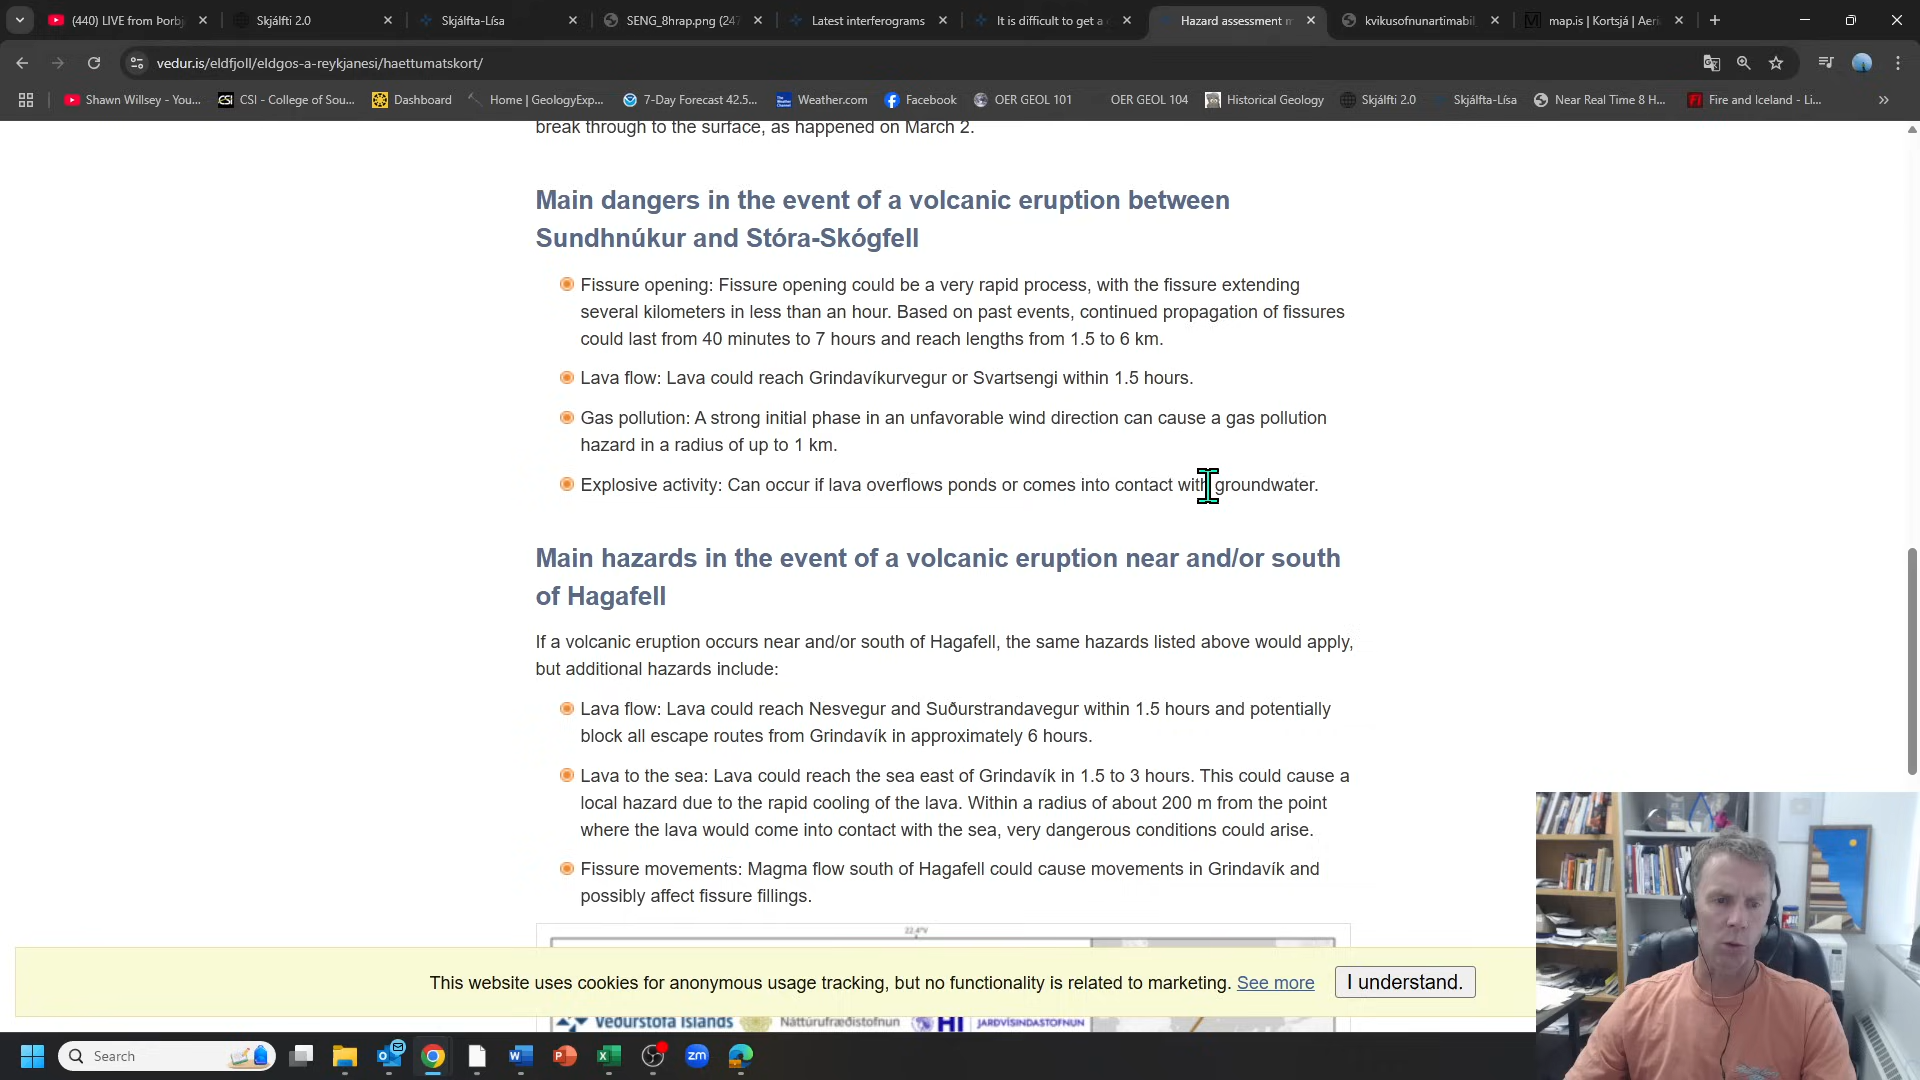 (440) LIVE from Þorbj
Skjálfti 2.0
Skjálfta-Lísa
SENG_8hrap.png (247
Latest interferograms
It is difficult to get a c
Hazard assessment m
kvikusofnunartimabil_
map.is | Kortsjá | Aeri
vedur.is/eldfjoll/eldgos-a-reykjanesi/haettumatskort/
Shawn Willsey - You...
CSI - College of Sou...
Dashboard
Home | GeologyExp...
7-Day Forecast 42.5...
Weather.com
Facebook
OER GEOL 101
OER GEOL 104
Historical Geology
Skjálfti 2.0
Skjálfta-Lísa
Near Real Time 8 H...
Fire and Iceland - Li...
break through to the surface, as happened on March 2.
Main dangers in the event of a volcanic eruption between
Sundhnúkur and Stóra-Skógfell
Fissure opening: Fissure opening could be a very rapid process, with the fissure extending
several kilometers in less than an hour. Based on past events, continued propagation of fissures
could last from 40 minutes to 7 hours and reach lengths from 1.5 to 6 km.
Lava flow: Lava could reach Grindavíkurvegur or Svartsengi within 1.5 hours.
Gas pollution: A strong initial phase in an unfavorable wind direction can cause a gas pollution
hazard in a radius of up to 1 km.
Explosive activity: Can occur if lava overflows ponds or comes into contact with groundwater.
Main hazards in the event of a volcanic eruption near and/or south
of Hagafell
If a volcanic eruption occurs near and/or south of Hagafell, the same hazards listed above would apply,
but additional hazards include:
Lava flow: Lava could reach Nesvegur and Suðurstrandavegur within 1.5 hours and potentially
block all escape routes from Grindavík in approximately 6 hours.
Lava to the sea: Lava could reach the sea east of Grindavík in 1.5 to 3 hours. This could cause a
local hazard due to the rapid cooling of the lava. Within a radius of about 200 m from the point
where the lava would come into contact with the sea, very dangerous conditions could arise.
Fissure movements: Magma flow south of Hagafell could cause movements in Grindavík and
possibly affect fissure fillings.
22.4°V
This website uses cookies for anonymous usage tracking, but no functionality is related to marketing. See more
I understand.
Veðurstofa Íslands
Náttúrufræðistofnun
HÍ
JARÐVÍSINDASTOFNUN
Search